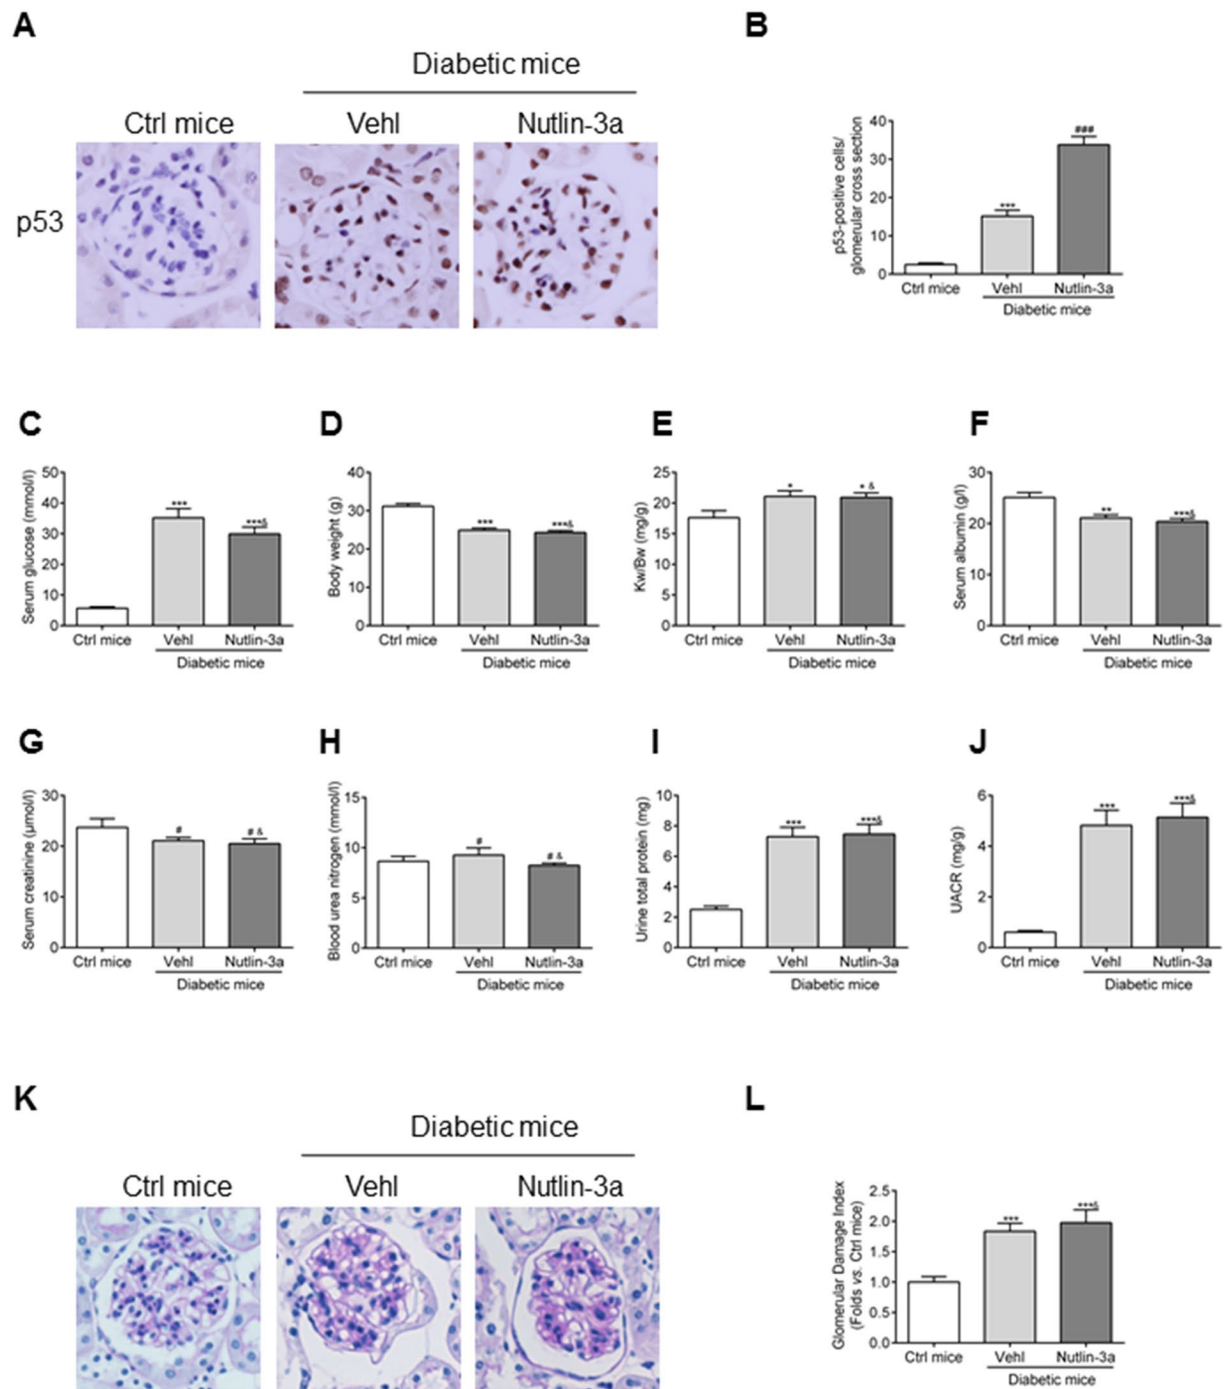 A
Diabetic mice
Ctrl mice Vehl Nutlin-3a
p53
B
p53-positive cells/
glomerular cross section
40
30
20
10
0
***
###
Ctrl mice Vehl Nutlin-3a
Diabetic mice
C
Serum glucose (mmol/l)
50
40
30
20
10
0
***
***&
Ctrl mice Vehl Nutlin-3a
Diabetic mice
D
Body weight (g)
40
30
20
10
0
***
***&
Ctrl mice Vehl Nutlin-3a
Diabetic mice
E
Kw/Bw (mg/g)
25
20
15
10
5
0
*
* &
Ctrl mice Vehl Nutlin-3a
Diabetic mice
F
Serum albumin (g/l)
30
20
10
0
**
***&
Ctrl mice Vehl Nutlin-3a
Diabetic mice
G
Serum creatinine (μmol/l)
30
20
10
0
#
# &
Ctrl mice Vehl Nutlin-3a
Diabetic mice
H
Blood urea nitrogen (mmol/l)
15
10
5
0
#
# &
Ctrl mice Vehl Nutlin-3a
Diabetic mice
I
Urine total protein (mg)
10
8
6
4
2
0
***
***&
Ctrl mice Vehl Nutlin-3a
Diabetic mice
J
UACR (mg/g)
6
4
2
0
***
***&
Ctrl mice Vehl Nutlin-3a
Diabetic mice
K
Diabetic mice
Ctrl mice Vehl Nutlin-3a
L
Glomerular Damage Index
(Folds vs. Ctrl mice)
2.5
2.0
1.5
1.0
0.5
0.0
***
***&
Ctrl mice Vehl Nutlin-3a
Diabetic mice